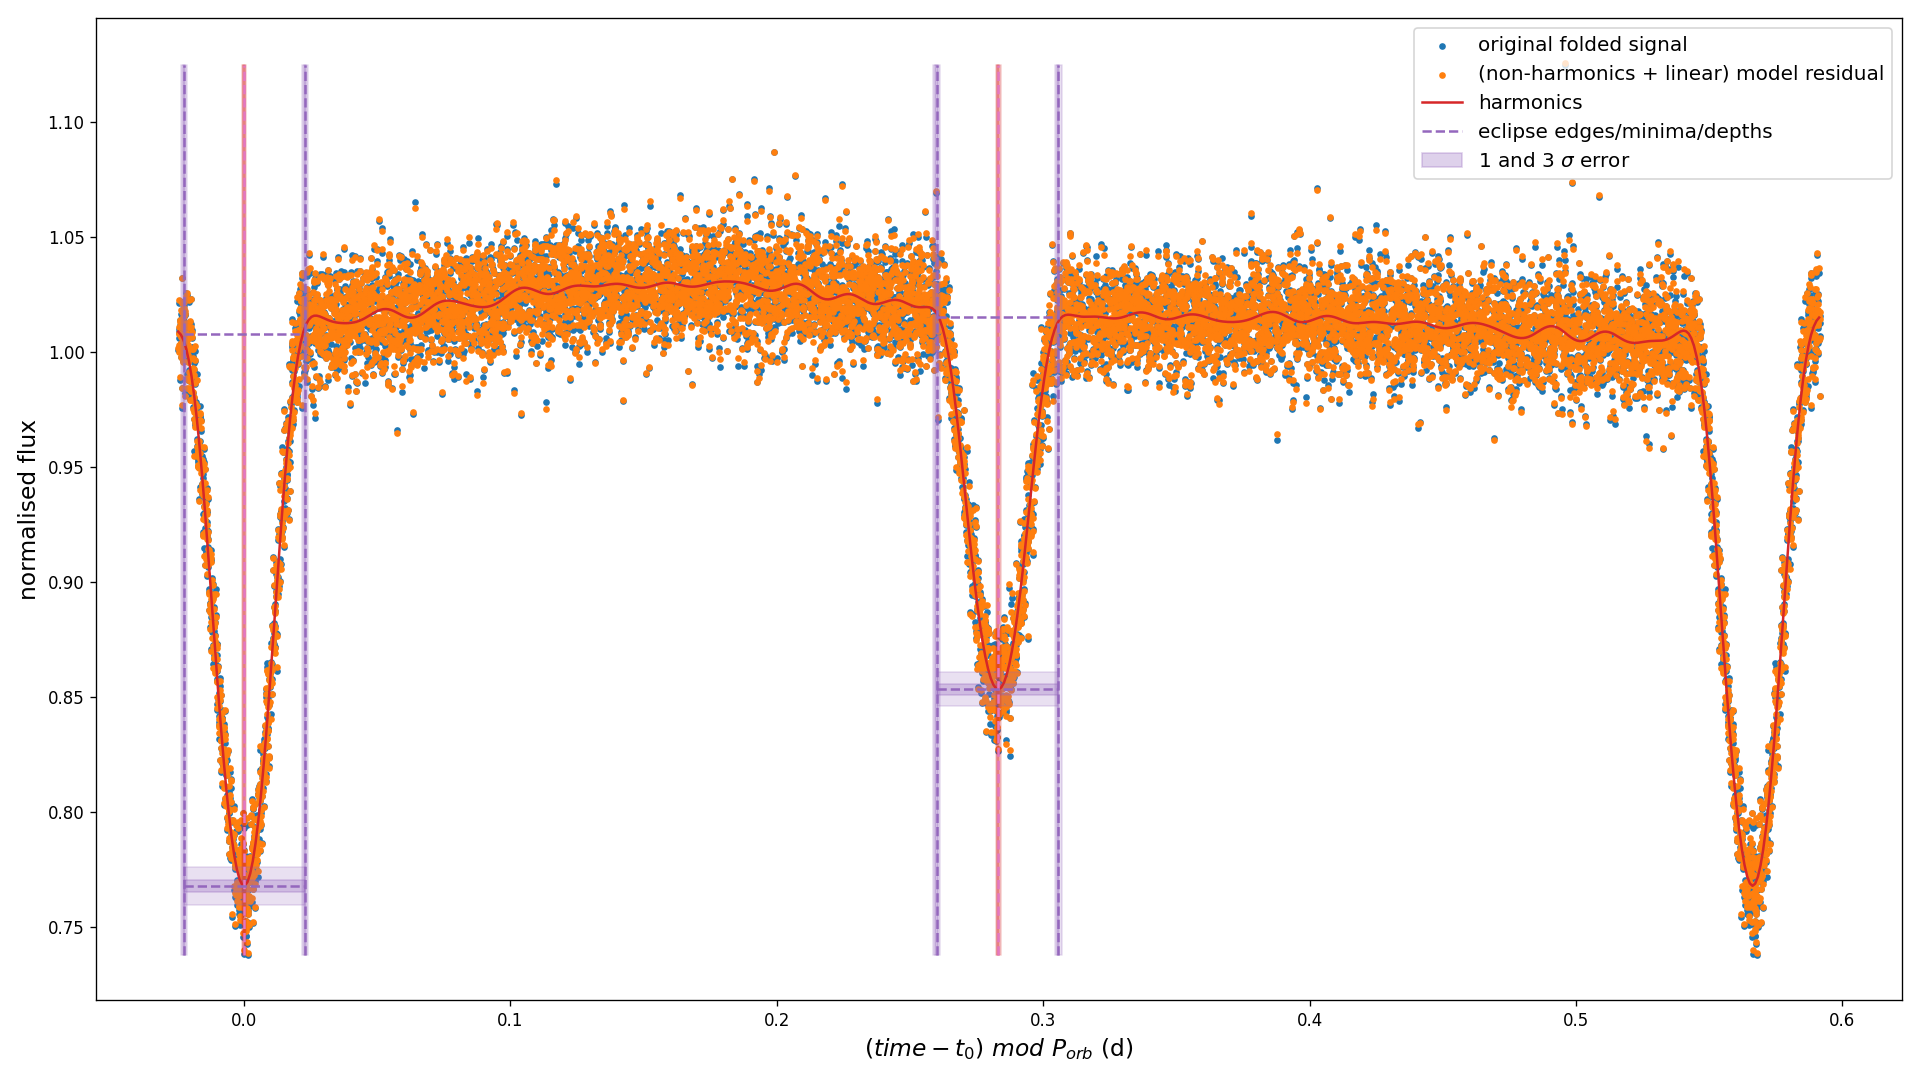 original folded signal
(non-harmonics + linear) model residual
harmonics
eclipse edges/minima/depths
1 and 3 σ error
normalised flux
1.10
1.05
1.00
0.95
0.90
0.85
0.80
0.75
0.0 0.1 0.2 0.3 0.4 0.5 0.6
(time − t₀) mod Pₒᵣb (d)